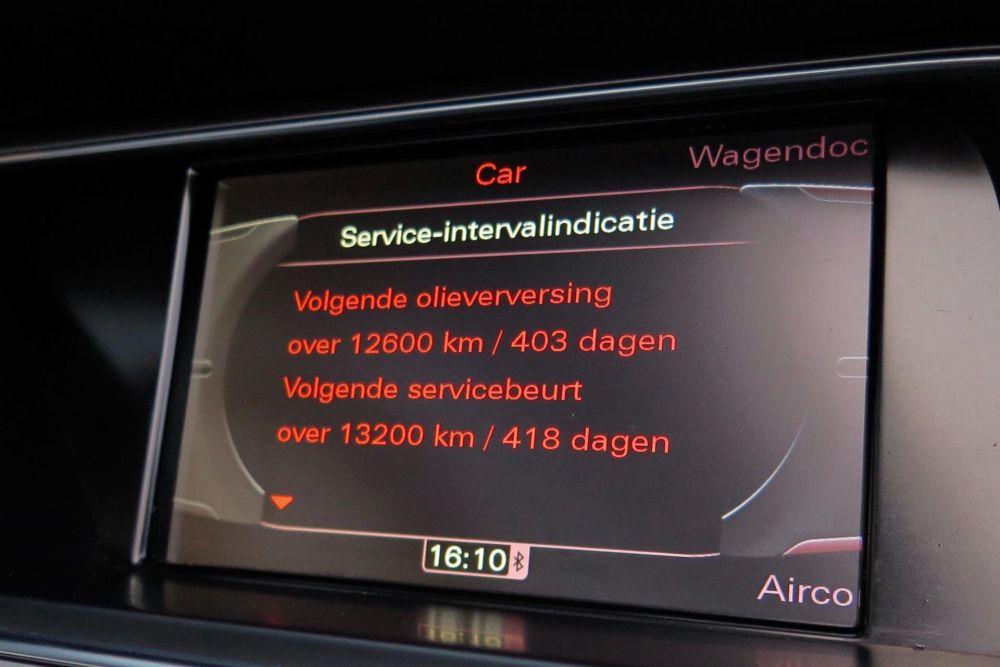 Car
Wagendoc
Service-intervalindicatie
Volgende olieverversing
over 12600 km / 403 dagen
Volgende servicebeurt
over 13200 km / 418 dagen
16:10
Airco